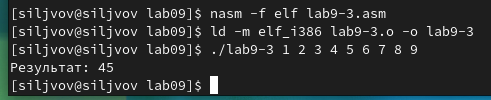 [siljvov@siljvov lab09]$ nasm -f elf lab9-3.asm
[siljvov@siljvov lab09]$ ld -m elf_i386 lab9-3.o -o lab9-3
[siljvov@siljvov lab09]$ ./lab9-3 1 2 3 4 5 6 7 8 9
Результат: 45
[siljvov@siljvov lab09]$